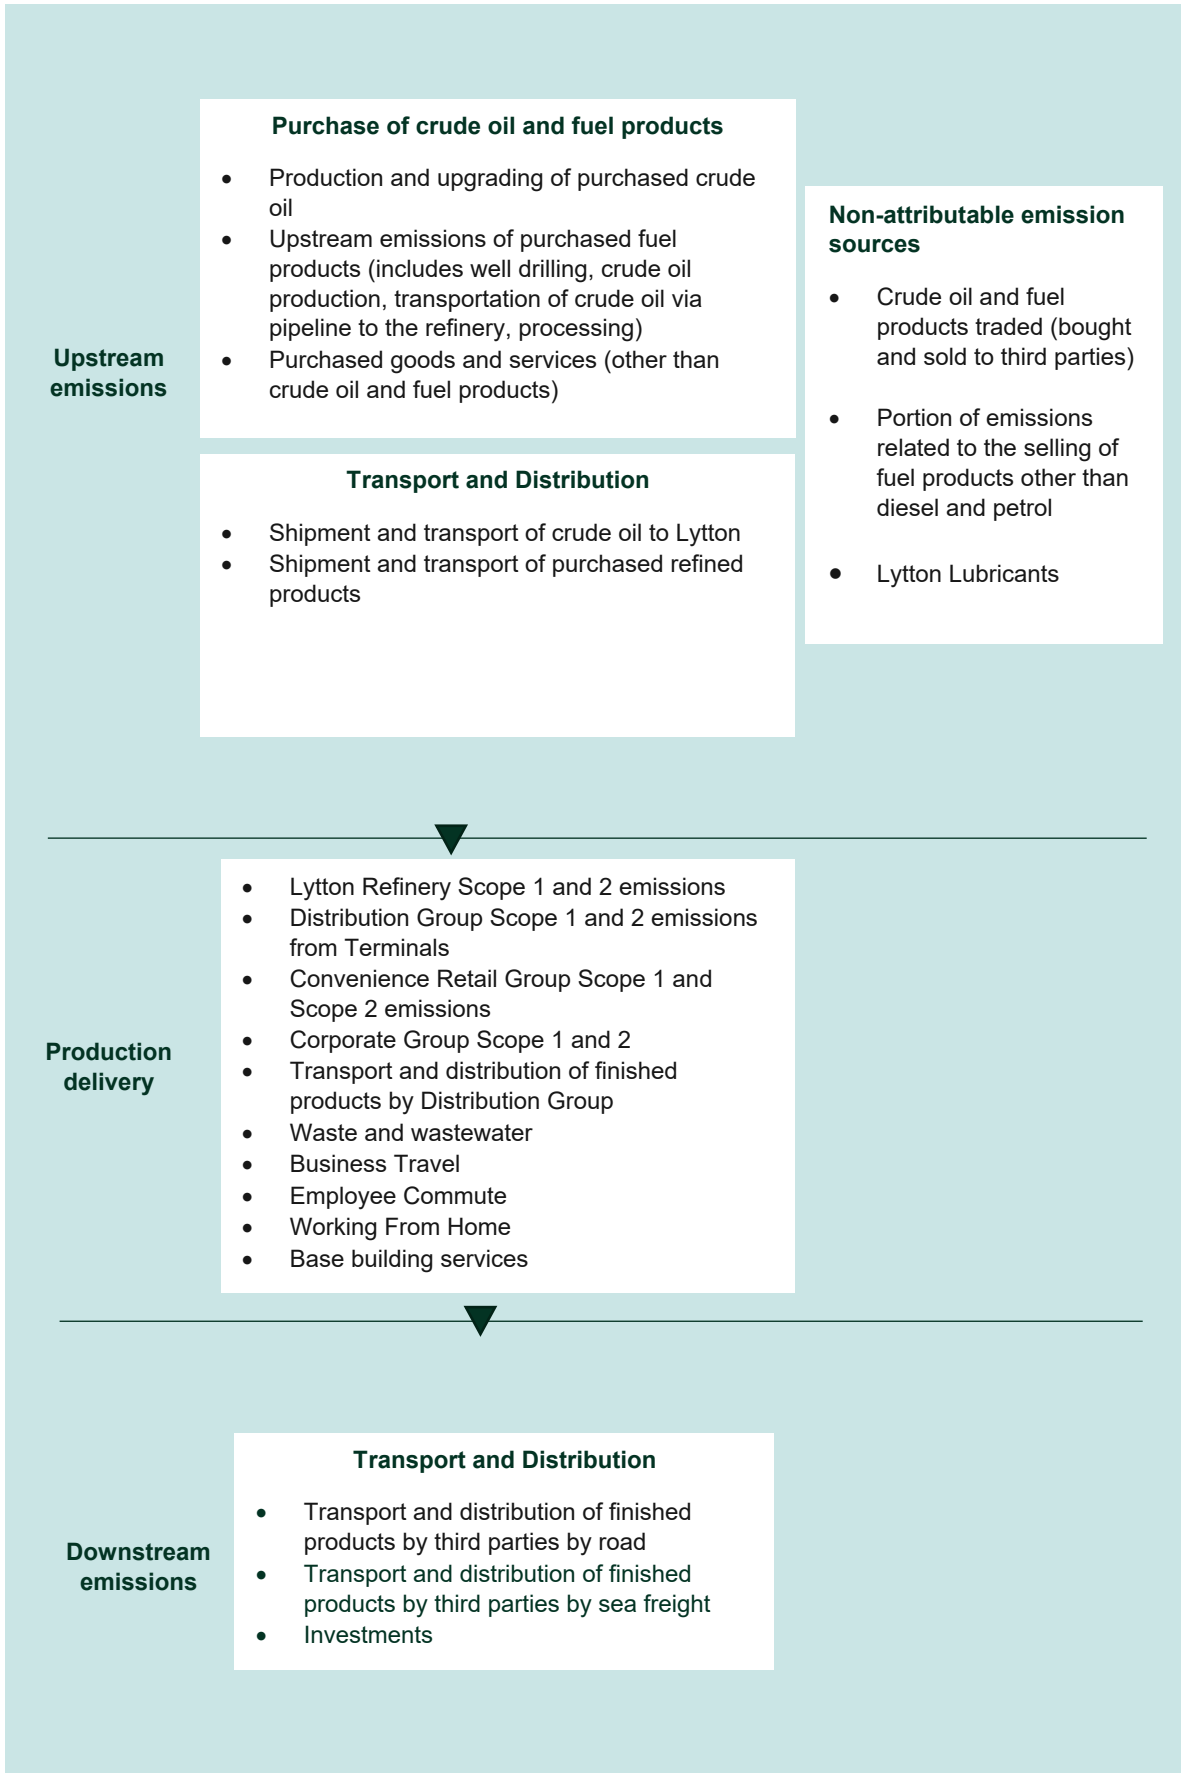 Upstream
emissions
Purchase of crude oil and fuel products
• Production and upgrading of purchased crude
oil
• Upstream emissions of purchased fuel
products (includes well drilling, crude oil
production, transportation of crude oil via
pipeline to the refinery, processing)
• Purchased goods and services (other than
crude oil and fuel products)
Transport and Distribution
• Shipment and transport of crude oil to Lytton
• Shipment and transport of purchased refined
products
Non-attributable emission
sources
• Crude oil and fuel
products traded (bought
and sold to third parties)
• Portion of emissions
related to the selling of
fuel products other than
diesel and petrol
• Lytton Lubricants
Production
delivery
• Lytton Refinery Scope 1 and 2 emissions
• Distribution Group Scope 1 and 2 emissions
from Terminals
• Convenience Retail Group Scope 1 and
Scope 2 emissions
• Corporate Group Scope 1 and 2
• Transport and distribution of finished
products by Distribution Group
• Waste and wastewater
• Business Travel
• Employee Commute
• Working From Home
• Base building services
Downstream
emissions
Transport and Distribution
• Transport and distribution of finished
products by third parties by road
• Transport and distribution of finished
products by third parties by sea freight
• Investments